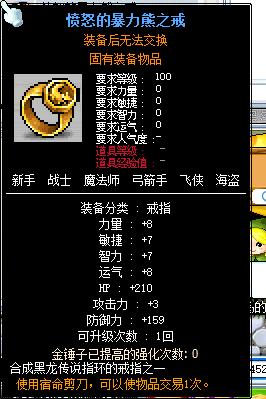 愤怒的暴力熊之戒
装备后无法交换
固有装备物品
要求等级 : 100
要求力量 : -
要求敏捷 : -
要求智力 : -
要求运气 : -
要求人气度 : -
道具等级 : -
道具经验值 : -
新手 战士 魔法师 弓箭手 飞侠 海盗
装备分类 : 戒指
力量 : +8
敏捷 : +7
智力 : +7
运气 : +8
HP : +210
攻击力 : +3
防御力 : +159
可升级次数 : 1回
金锤子已提高的强化次数: 0
合成黑龙传说指环的戒指之一
使用宿命剪刀，可以使物品交易1次。